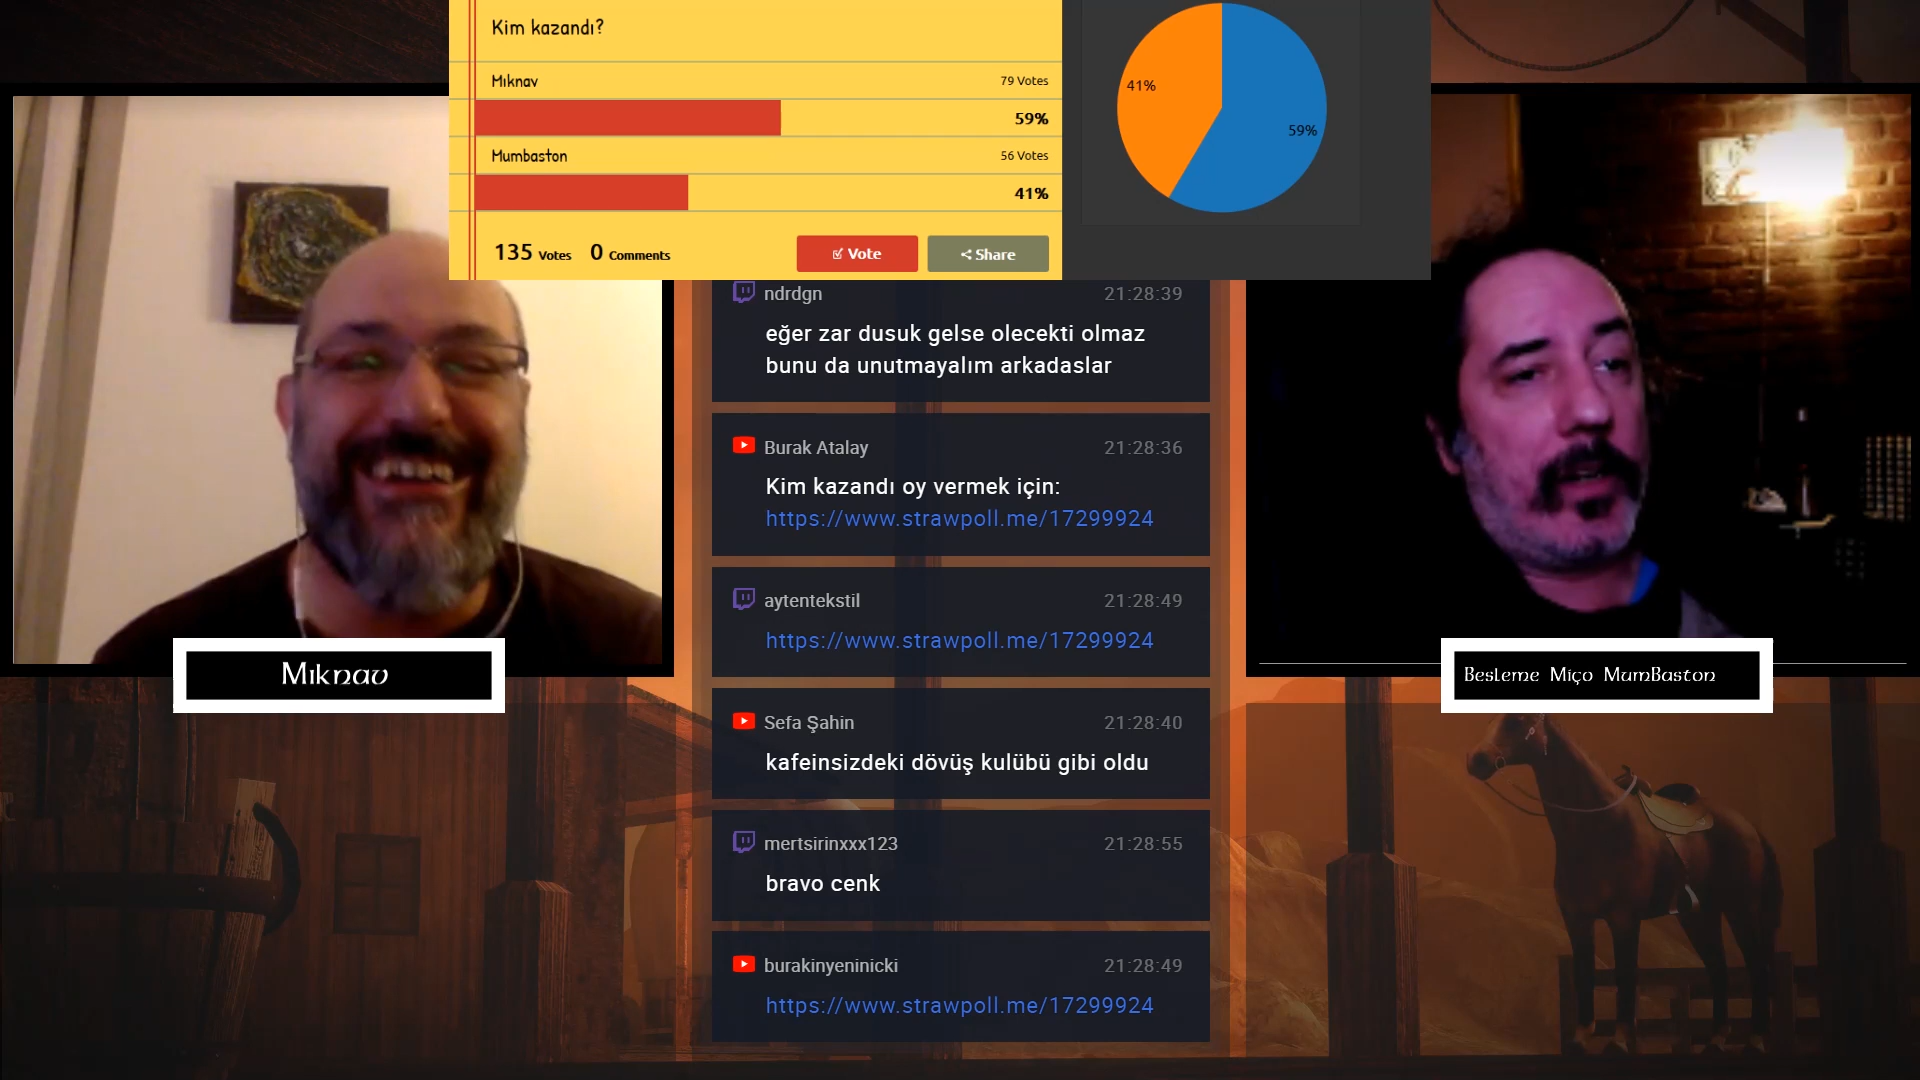 Kim kazandı?
Mıknav 79 Votes
59%
Mumbaston 56 Votes
41%
135 Votes 0 Comments Vote Share
41%
59%
ndrdgn 21:28:39
eğer zar dusuk gelse olecekti olmaz
bunu da unutmayalım arkadaslar
Burak Atalay 21:28:36
Kim kazandı oy vermek için:
https://www.strawpoll.me/17299924
aytentekstil 21:28:49
https://www.strawpoll.me/17299924
Sefa Şahin 21:28:40
kafeinsizdeki dövüş kulübü gibi oldu
mertsirinxxx123 21:28:55
bravo cenk
burakinyeninicki 21:28:49
https://www.strawpoll.me/17299924
Mıknav
Besleme Miço MumBaston